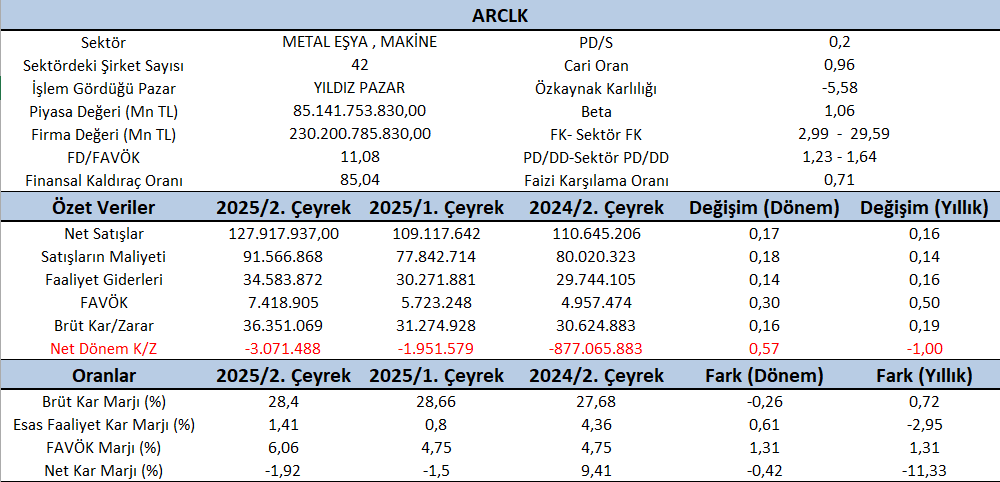 ARCLK
Sektör METAL EŞYA , MAKİNE PD/S 0,2
Sektördeki Şirket Sayısı 42 Cari Oran 0,96
İşlem Gördüğü Pazar YILDIZ PAZAR Özkaynak Karlılığı -5,58
Piyasa Değeri (Mn TL) 85.141.753.830,00 Beta 1,06
Firma Değeri (Mn TL) 230.200.785.830,00 FK- Sektör FK 2,99 - 29,59
FD/FAVÖK 11,08 PD/DD-Sektör PD/DD 1,23 - 1,64
Finansal Kaldıraç Oranı 85,04 Faizi Karşılama Oranı 0,71
Özet Veriler 2025/2. Çeyrek 2025/1. Çeyrek 2024/2. Çeyrek Değişim (Dönem) Değişim (Yıllık)
Net Satışlar 127.917.937,00 109.117.642 110.645.206 0,17 0,16
Satışların Maliyeti 91.566.868 77.842.714 80.020.323 0,18 0,14
Faaliyet Giderleri 34.583.872 30.271.881 29.744.105 0,14 0,16
FAVÖK 7.418.905 5.723.248 4.957.474 0,30 0,50
Brüt Kar/Zarar 36.351.069 31.274.928 30.624.883 0,16 0,19
Net Dönem K/Z -3.071.488 -1.951.579 -877.065.883 0,57 -1,00
Oranlar 2025/2. Çeyrek 2025/1. Çeyrek 2024/2. Çeyrek Fark (Dönem) Fark (Yıllık)
Brüt Kar Marjı (%) 28,4 28,66 27,68 -0,26 0,72
Esas Faaliyet Kar Marjı (%) 1,41 0,8 4,36 0,61 -2,95
FAVÖK Marjı (%) 6,06 4,75 4,75 1,31 1,31
Net Kar Marjı (%) -1,92 -1,5 9,41 -0,42 -11,33